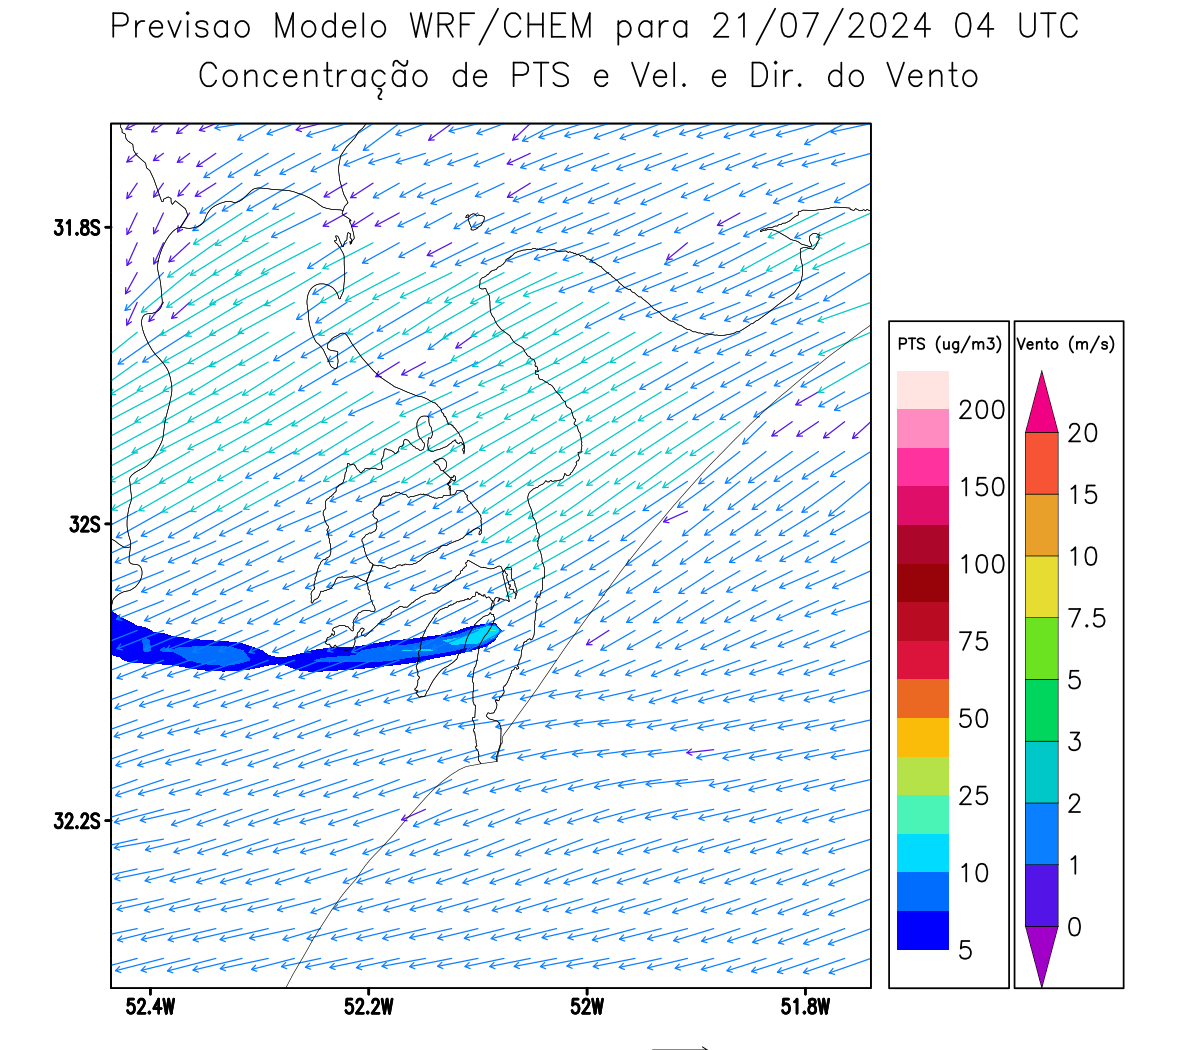 Previsao Modelo WRF/CHEM para 21/07/2024 04 UTC
Concentração de PTS e Vel. e Dir. do Vento
31.8S
32S
32.2S
52.4W 52.2W 52W 51.8W
PTS (ug/m3)
200
150
100
75
50
25
10
5
Vento (m/s)
20
15
10
7.5
5
3
2
1
0